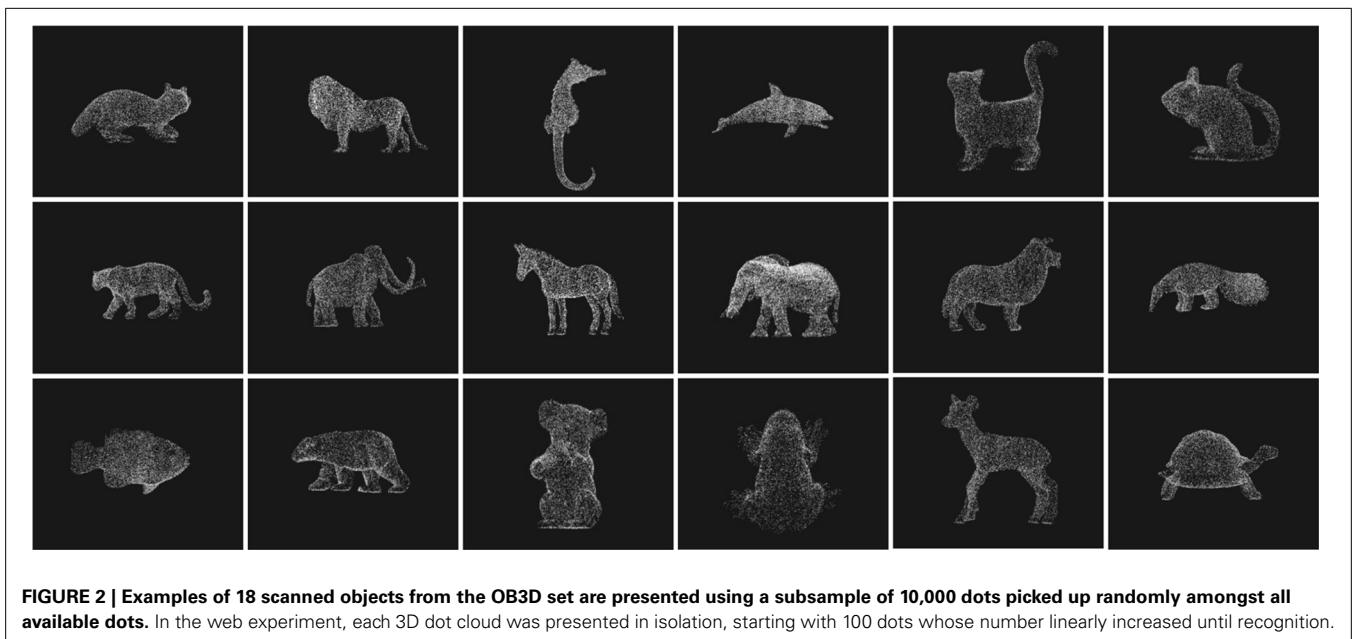 FIGURE 2 | Examples of 18 scanned objects from the OB3D set are presented using a subsample of 10,000 dots picked up randomly amongst all
available dots. In the web experiment, each 3D dot cloud was presented in isolation, starting with 100 dots whose number linearly increased until recognition.